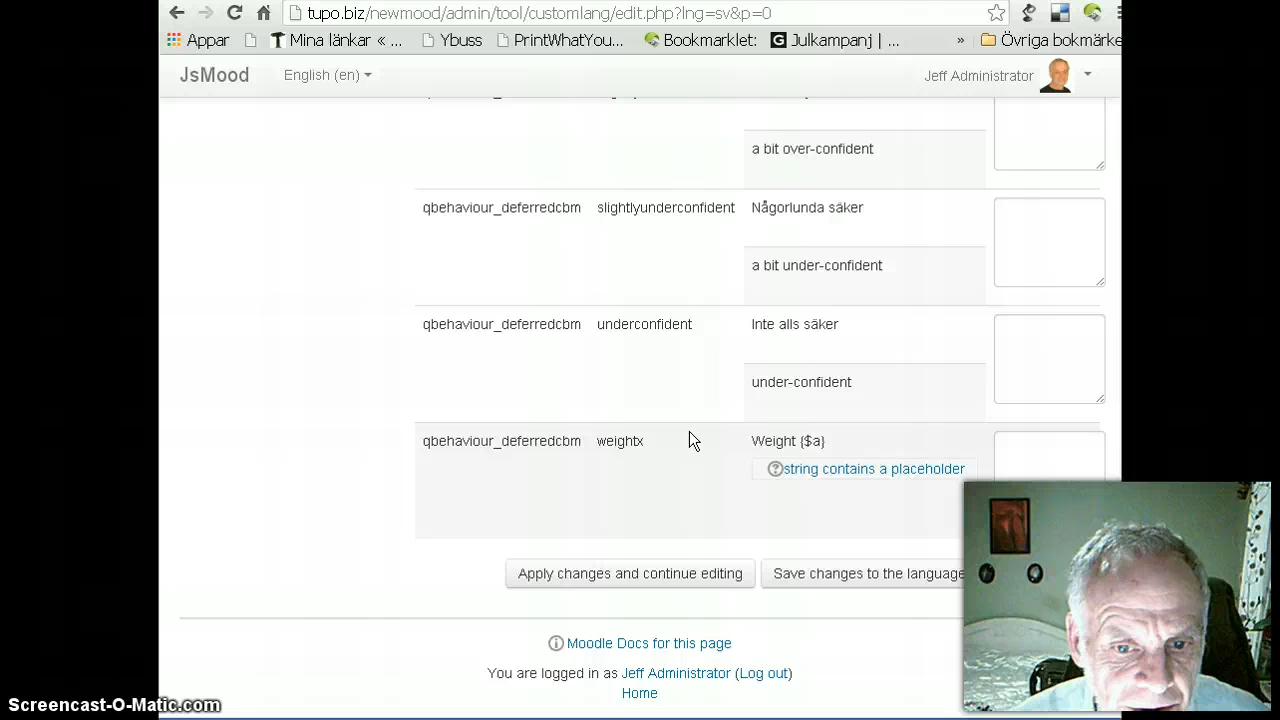 tupo.biz/newmood/admin/tool/customlang/edit.php?lng=sv&p=0
Appar Mina länkar « ... Ybuss PrintWhatY... Bookmarklet: Julkampanj | ... » Övriga bokmärke
JsMood English (en) Jeff Administrator
a bit over-confident
qbehaviour_deferredcbm slightlyunderconfident Någorlunda säker
a bit under-confident
qbehaviour_deferredcbm underconfident Inte alls säker
under-confident
qbehaviour_deferredcbm weightx Weight {$a}
string contains a placeholder
Apply changes and continue editing Save changes to the language
Moodle Docs for this page
You are logged in as Jeff Administrator (Log out)
Home
Screencast-O-Matic.com